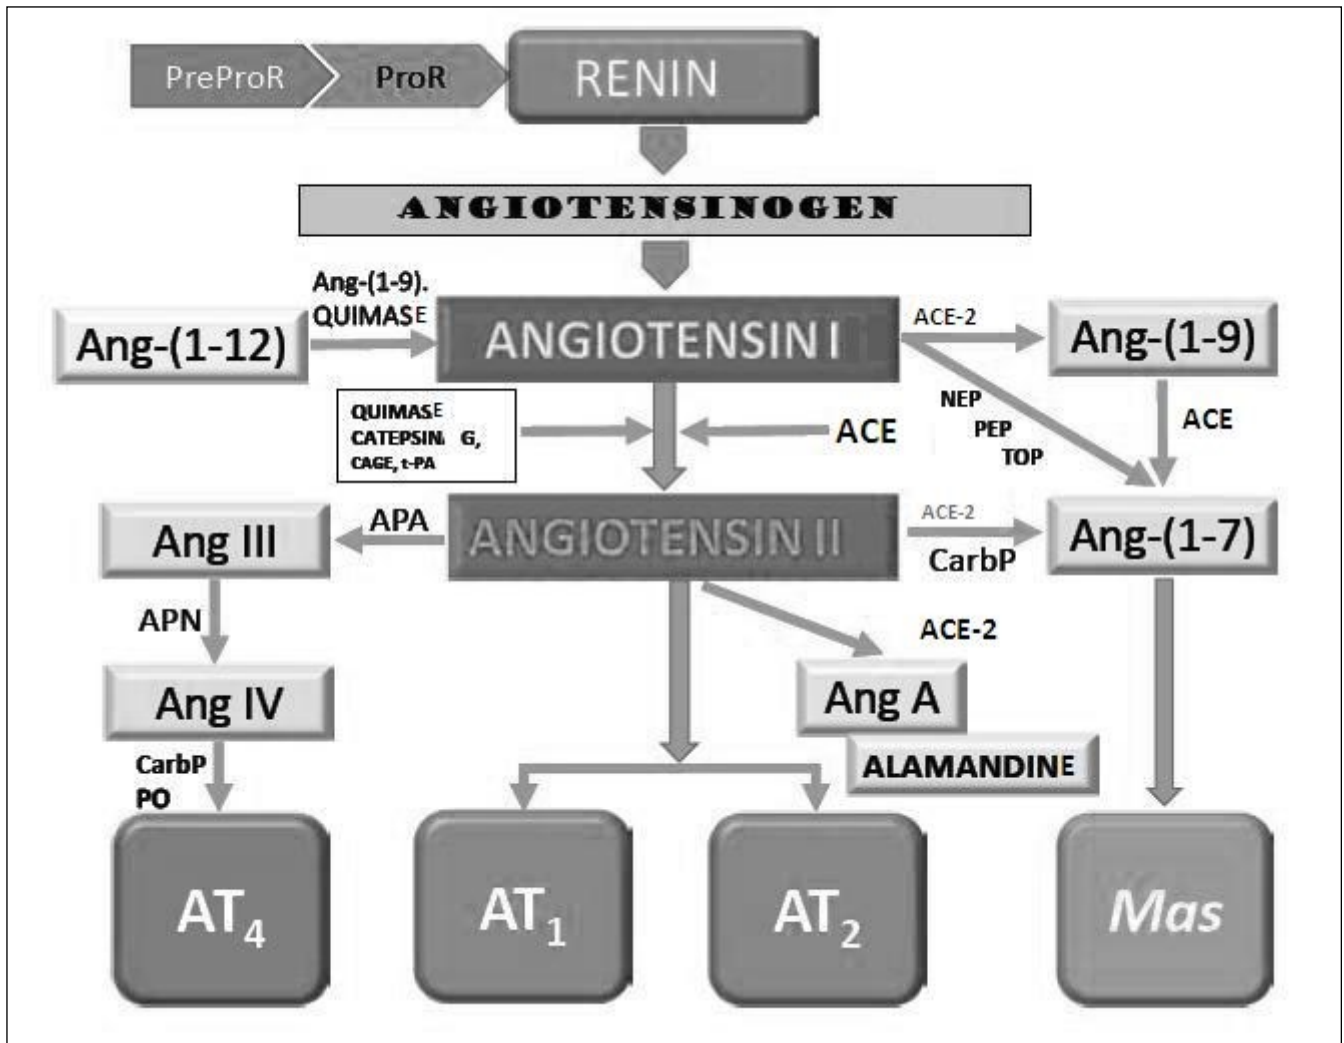 PreProR
ProR
RENIN
ANGIOTENSINOGEN
Ang-(1-9).
QUIMASE
Ang-(1-12)
ANGIOTENSIN I
ACE-2
Ang-(1-9)
NEP
PEP
TOP
ACE
QUIMASE
CATEPSIN G,
CAGE, t-PA
ACE
Ang III
APA
ANGIOTENSIN II
ACE-2
CarbP
Ang-(1-7)
APN
ACE-2
Ang IV
Ang A
ALAMANDINE
CarbP
PO
AT4
AT1
AT2
Mas